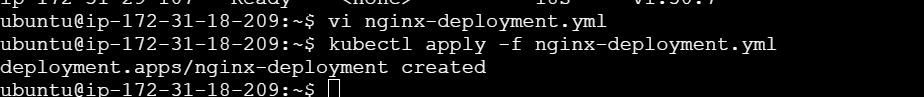 ubuntu@ip-172-31-18-209:~$ vi nginx-deployment.yml
ubuntu@ip-172-31-18-209:~$ kubectl apply -f nginx-deployment.yml
deployment.apps/nginx-deployment created
ubuntu@ip-172-31-18-209:~$